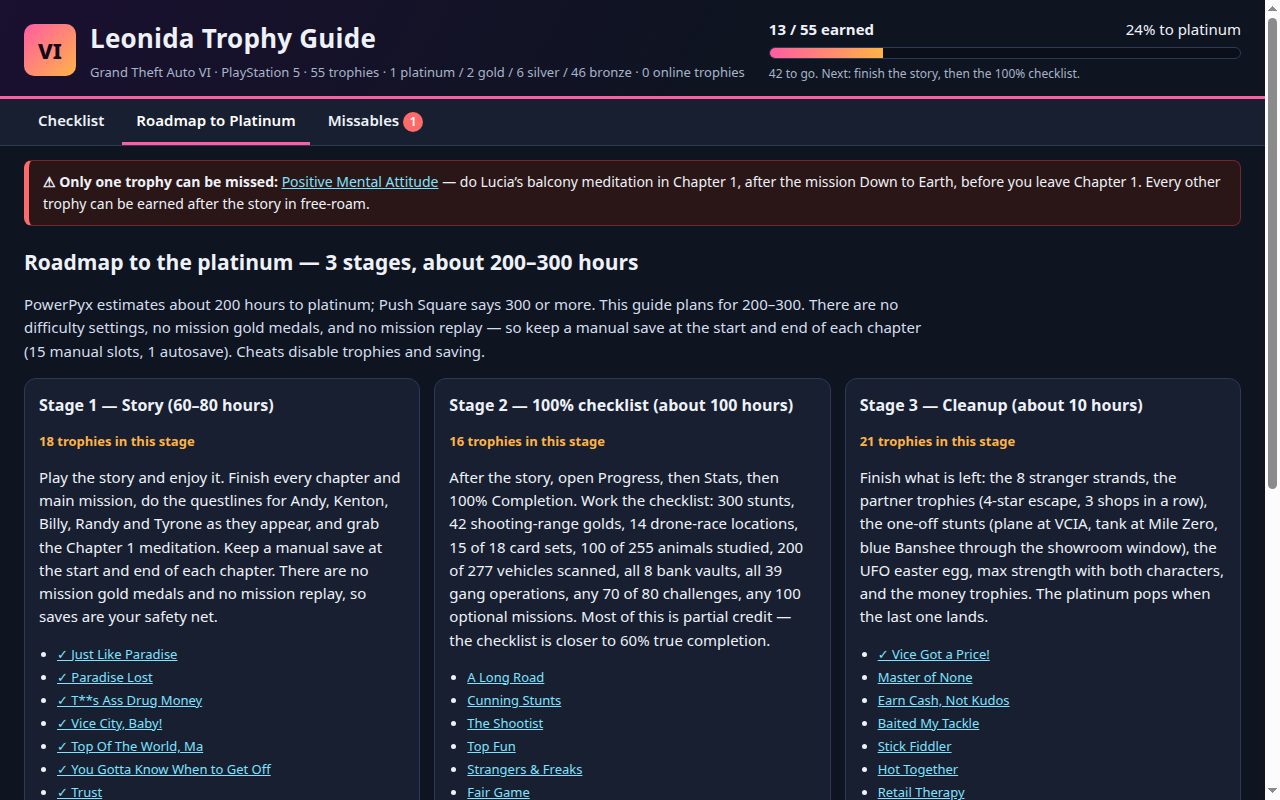 VI
Leonida Trophy Guide
Grand Theft Auto VI · PlayStation 5 · 55 trophies · 1 platinum / 2 gold / 6 silver / 46 bronze · 0 online trophies
13 / 55 earned
24% to platinum
42 to go. Next: finish the story, then the 100% checklist.
Checklist
Roadmap to Platinum
Missables 1
⚠ Only one trophy can be missed: Positive Mental Attitude — do Lucia’s balcony meditation in Chapter 1, after the mission Down to Earth, before you leave Chapter 1. Every other
trophy can be earned after the story in free-roam.
Roadmap to the platinum — 3 stages, about 200–300 hours
PowerPyx estimates about 200 hours to platinum; Push Square says 300 or more. This guide plans for 200–300. There are no
difficulty settings, no mission gold medals, and no mission replay — so keep a manual save at the start and end of each chapter
(15 manual slots, 1 autosave). Cheats disable trophies and saving.
Stage 1 — Story (60–80 hours)
18 trophies in this stage
Play the story and enjoy it. Finish every chapter and
main mission, do the questlines for Andy, Kenton,
Billy, Randy and Tyrone as they appear, and grab
the Chapter 1 meditation. Keep a manual save at
the start and end of each chapter. There are no
mission gold medals and no mission replay, so
saves are your safety net.
✓ Just Like Paradise
✓ Paradise Lost
✓ T**s Ass Drug Money
✓ Vice City, Baby!
✓ Top Of The World, Ma
✓ You Gotta Know When to Get Off
✓ Trust
Stage 2 — 100% checklist (about 100 hours)
16 trophies in this stage
After the story, open Progress, then Stats, then
100% Completion. Work the checklist: 300 stunts,
42 shooting-range golds, 14 drone-race locations,
15 of 18 card sets, 100 of 255 animals studied, 200
of 277 vehicles scanned, all 8 bank vaults, all 39
gang operations, any 70 of 80 challenges, any 100
optional missions. Most of this is partial credit —
the checklist is closer to 60% true completion.
A Long Road
Cunning Stunts
The Shootist
Top Fun
Strangers & Freaks
Fair Game
Stage 3 — Cleanup (about 10 hours)
21 trophies in this stage
Finish what is left: the 8 stranger strands, the
partner trophies (4-star escape, 3 shops in a row),
the one-off stunts (plane at VCIA, tank at Mile Zero,
blue Banshee through the showroom window), the
UFO easter egg, max strength with both characters,
and the money trophies. The platinum pops when
the last one lands.
✓ Vice Got a Price!
Master of None
Earn Cash, Not Kudos
Baited My Tackle
Stick Fiddler
Hot Together
Retail Therapy